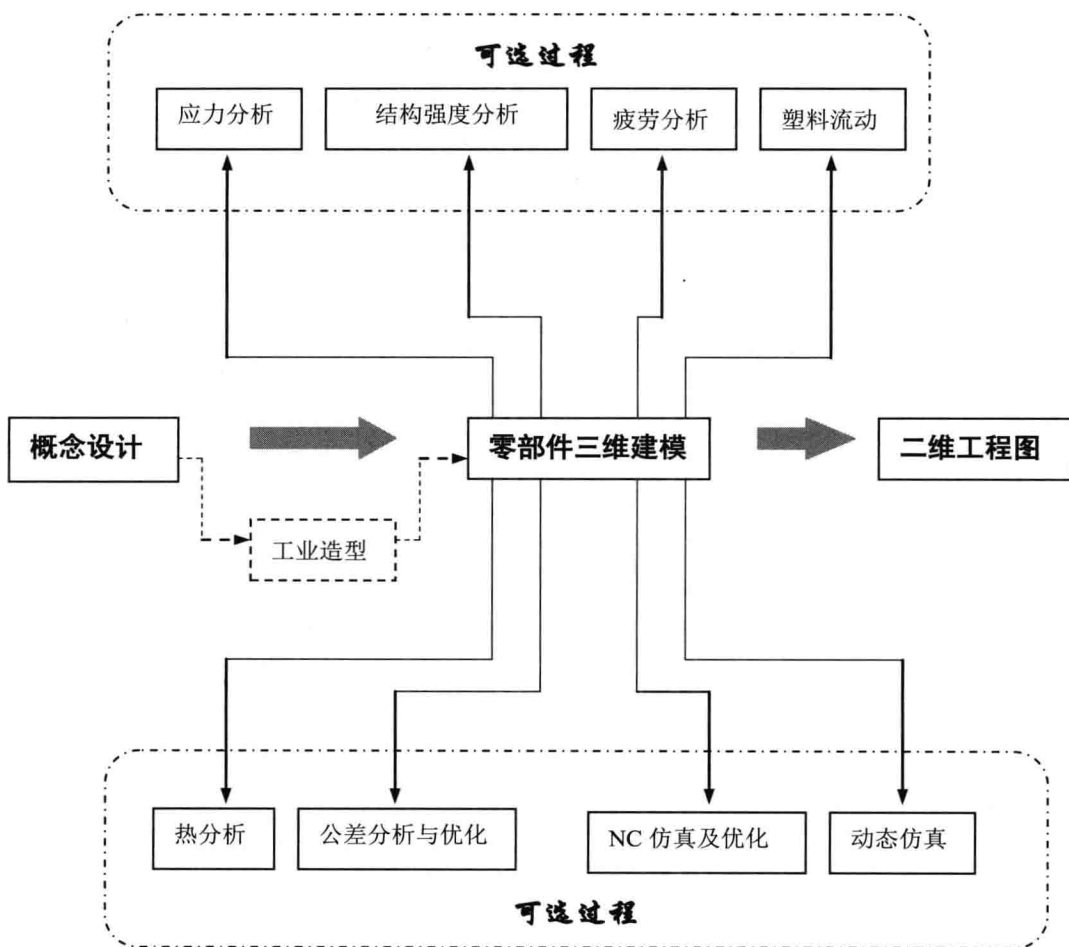 可选过程
应力分析
结构强度分析
疲劳分析
塑料流动
概念设计
零部件三维建模
二维工程图
工业造型
热分析
公差分析与优化
NC 仿真及优化
动态仿真
可选过程